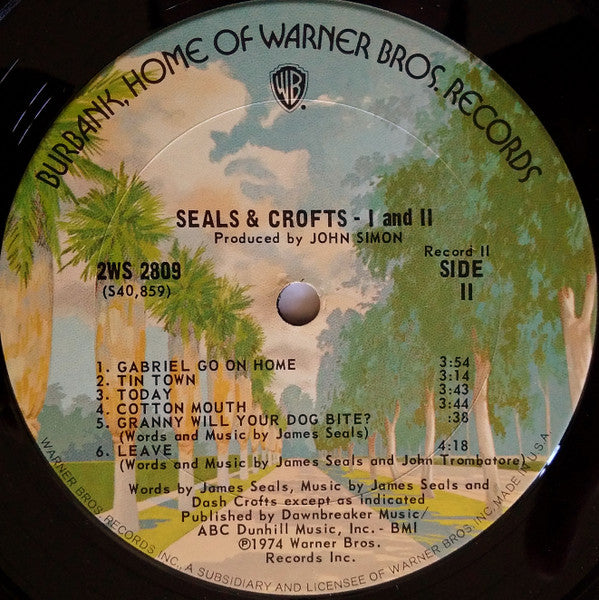 BURBANK, HOME OF WARNER BROS. RECORDS
WB
SEALS & CROFTS - I and II
Produced by JOHN SIMON
2WS 2809
(S40,859)
Record II
SIDE
II
1. GABRIEL GO ON HOME 3:54
2. TIN TOWN 3:14
3. TODAY 3:43
4. COTTON MOUTH 3:44
5. GRANNY WILL YOUR DOG BITE? :38
(Words and Music by James Seals)
6. LEAVE 4:18
(Words and Music by James Seals and John Trombatore)
Words by James Seals, Music by James Seals and
Dash Crofts except as indicated
Published by Dawnbreaker Music/
ABC Dunhill Music, Inc. - BMI
Ⓟ1974 Warner Bros.
Records Inc.
WARNER BROS. RECORDS INC. A SUBSIDIARY AND LICENSEE OF WARNER BROS. INC. MADE IN U.S.A.